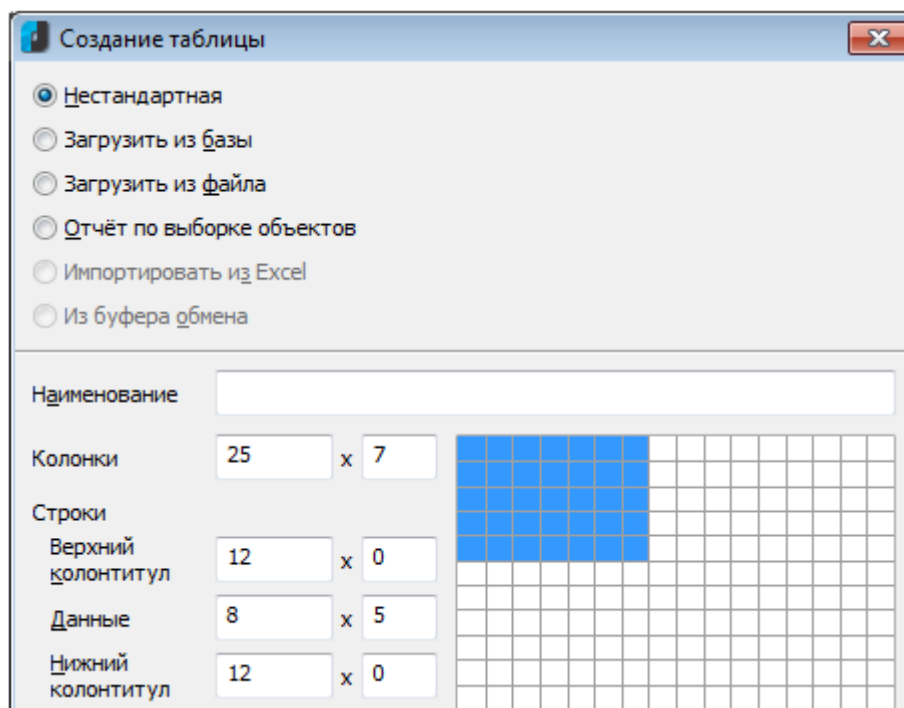 Создание таблицы
Нестандартная
Загрузить из базы
Загрузить из файла
Отчёт по выборке объектов
Импортировать из Excel
Из буфера обмена
Наименование
Колонки 25 x 7
Строки
Верхний
колонтитул 12 x 0
Данные 8 x 5
Нижний
колонтитул 12 x 0